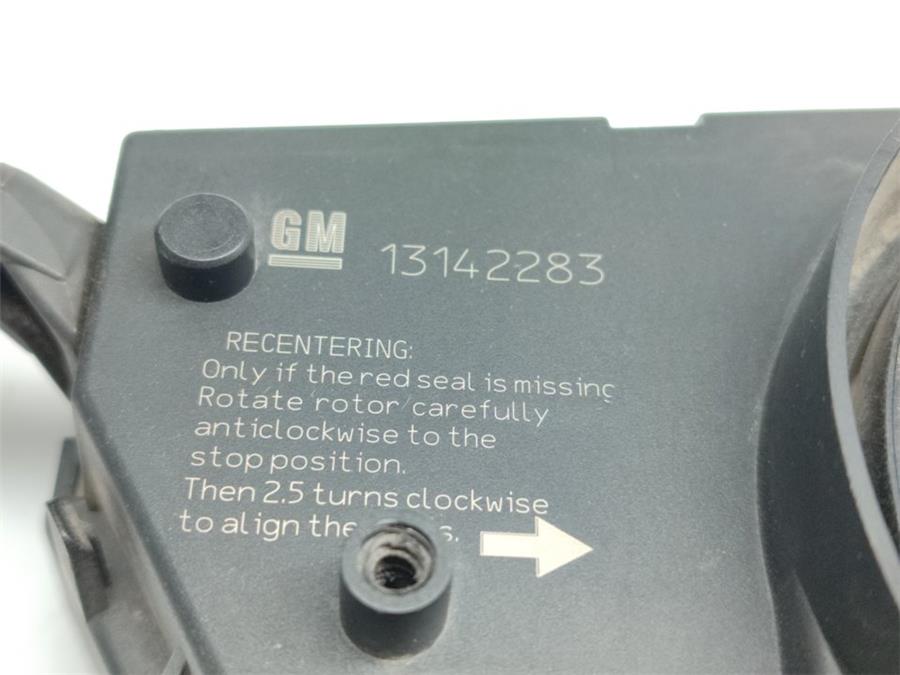 GM 13142283
RECENTERING:
Only if the red seal is missing
Rotate rotor carefully
anticlockwise to the
stop position.
Then 2.5 turns clockwise
to align the